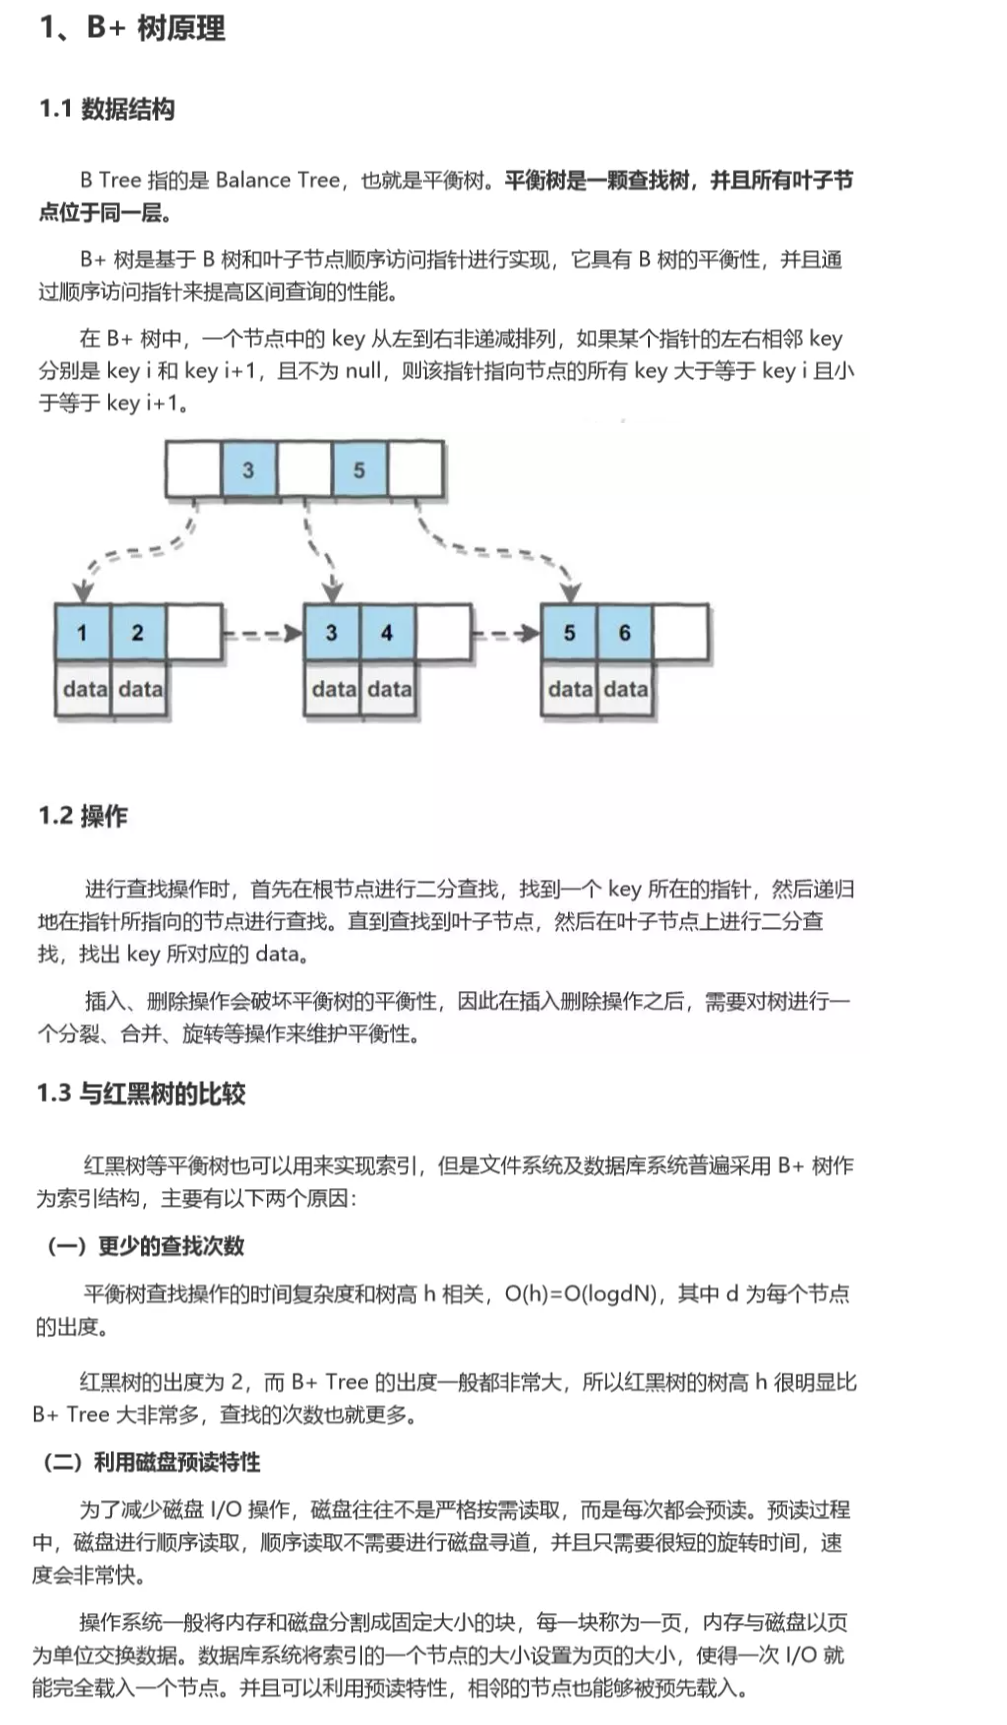 1、B+ 树原理
1.1 数据结构
B Tree 指的是 Balance Tree，也就是平衡树。平衡树是一颗查找树，并且所有叶子节
点位于同一层。
B+ 树是基于 B 树和叶子节点顺序访问指针进行实现，它具有 B 树的平衡性，并且通
过顺序访问指针来提高区间查询的性能。
在 B+ 树中，一个节点中的 key 从左到右非递减排列，如果某个指针的左右相邻 key
分别是 key i 和 key i+1，且不为 null，则该指针指向节点的所有 key 大于等于 key i 且小
于等于 key i+1。
3 5
1 2 3 4 5 6
data data data data data data
1.2 操作
进行查找操作时，首先在根节点进行二分查找，找到一个 key 所在的指针，然后递归
地在指针所指向的节点进行查找。直到查找到叶子节点，然后在叶子节点上进行二分查
找，找出 key 所对应的 data。
插入、删除操作会破坏平衡树的平衡性，因此在插入删除操作之后，需要对树进行一
个分裂、合并、旋转等操作来维护平衡性。
1.3 与红黑树的比较
红黑树等平衡树也可以用来实现索引，但是文件系统及数据库系统普遍采用 B+ 树作
为索引结构，主要有以下两个原因：
（一）更少的查找次数
平衡树查找操作的时间复杂度和树高 h 相关，O(h)=O(logdN)，其中 d 为每个节点
的出度。
红黑树的出度为 2，而 B+ Tree 的出度一般都非常大，所以红黑树的树高 h 很明显比
B+ Tree 大非常多，查找的次数也就更多。
（二）利用磁盘预读特性
为了减少磁盘 I/O 操作，磁盘往往不是严格按需读取，而是每次都会预读。预读过程
中，磁盘进行顺序读取，顺序读取不需要进行磁盘寻道，并且只需要很短的旋转时间，速
度会非常快。
操作系统一般将内存和磁盘分割成固定大小的块，每一块称为一页，内存与磁盘以页
为单位交换数据。数据库系统将索引的一个节点的大小设置为页的大小，使得一次 I/O 就
能完全载入一个节点。并且可以利用预读特性，相邻的节点也能够被预先载入。